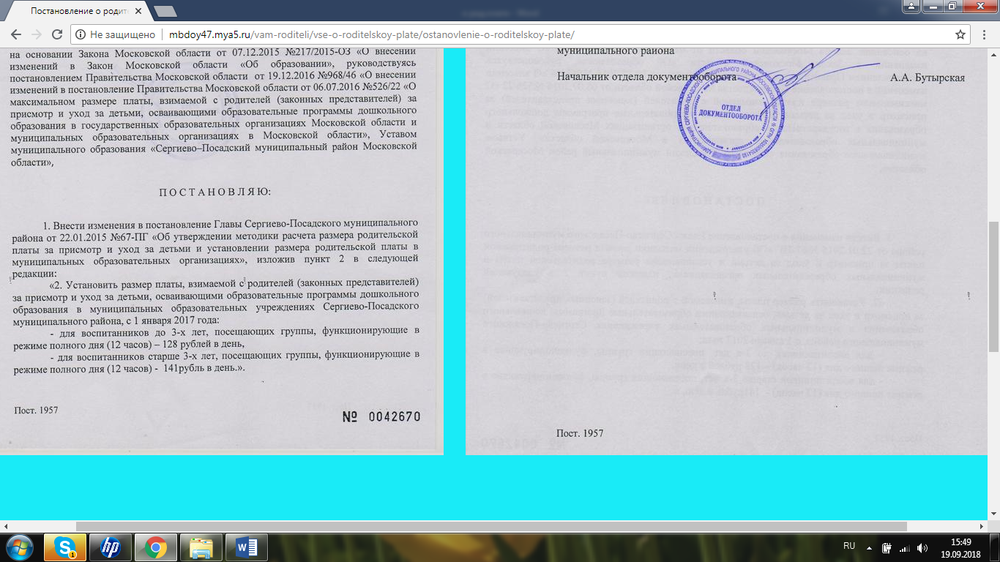 Постановление о родит
Не защищено
mbdoy47.mya5.ru/vam-roditeli/vse-o-roditelskoy-plate/ostanovlenie-o-roditelskoy-plate/
на основании Закона Московской области от 07.12.2015 №217/2015-ОЗ «О внесении
изменений в Закон Московской области «Об образовании», руководствуясь
постановлением Правительства Московской области от 19.12.2016 №968/46 «О внесении
изменений в постановление Правительства Московской области от 06.07.2016 №526/22 «О
максимальном размере платы, взимаемой с родителей (законных представителей) за
присмотр и уход за детьми, осваивающими образовательные программы дошкольного
образования в государственных образовательных организациях Московской области и
муниципальных образовательных организациях в Московской области», Уставом
муниципального образования «Сергиево–Посадский муниципальный район Московской
области»,
П О С Т А Н О В Л Я Ю:
1. Внести изменения в постановление Главы Сергиево-Посадского муниципального
района от 22.01.2015 №67-ПГ «Об утверждении методики расчета размера родительской
платы за присмотр и уход за детьми и установлении размера родительской платы в
муниципальных образовательных организациях», изложив пункт 2 в следующей
редакции:
«2. Установить размер платы, взимаемой с родителей (законных представителей)
за присмотр и уход за детьми, осваивающими образовательные программы дошкольного
образования в муниципальных образовательных учреждениях Сергиево-Посадского
муниципального района, с 1 января 2017 года:
- для воспитанников до 3-х лет, посещающих группы, функционирующие в
режиме полного дня (12 часов) – 128 рублей в день,
- для воспитанников старше 3-х лет, посещающих группы, функционирующие в
режиме полного дня (12 часов) - 141рубль в день.».
Пост. 1957
№ 0042670
муниципального района
Начальник отдела документооборота
А.А. Бутырская
ОТДЕЛ
ДОКУМЕНТООБОРОТА
Пост. 1957
RU
15:49
19.09.2018